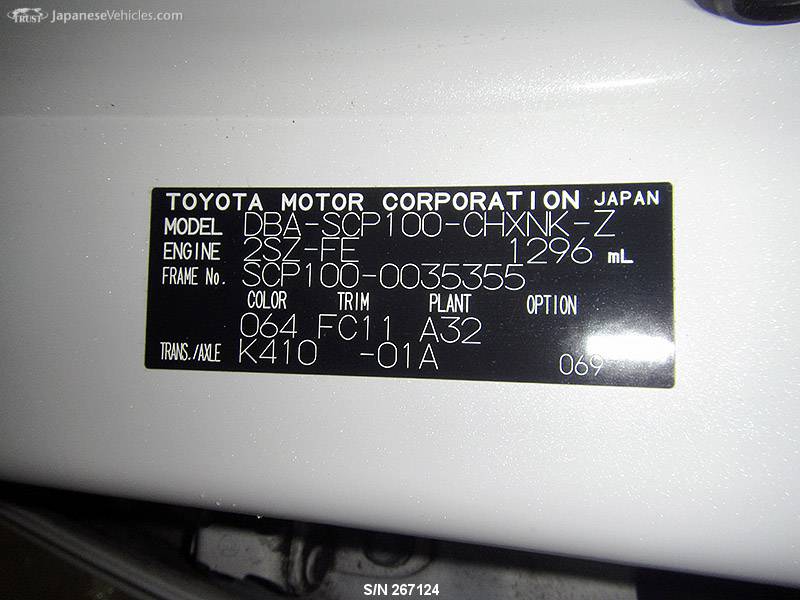 TRUST JapaneseVehicles.com
TOYOTA MOTOR CORPORATION JAPAN
MODEL DBA-SCP100-CHXNK-Z
ENGINE 2SZ-FE 1296 mL
FRAME No. SCP100-0035355
COLOR TRIM PLANT OPTION
064 FC11 A32
TRANS./AXLE K410 -01A 069
S/N 267124